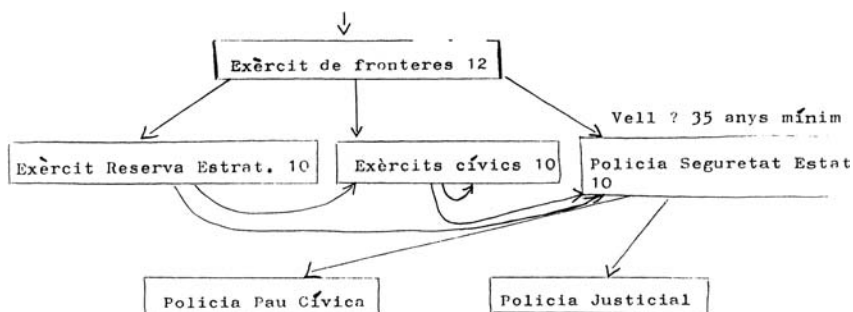 Exèrcit de fronteres 12
Vell ? 35 anys mínim
Exèrcit Reserva Estrat. 10
Exèrcits cívics 10
Policia Seguretat Estat
10
Policia Pau Cívica
Policia Justicial